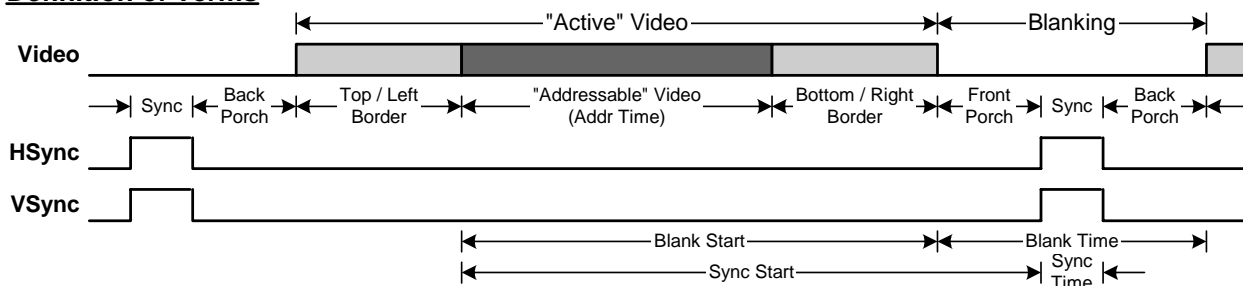 Definition of Terms
"Active" Video
Blanking
Video
Sync
Back
Porch
Top / Left
Border
"Addressable" Video
(Addr Time)
Bottom / Right
Border
Front
Porch
Sync
Back
Porch
HSync
VSync
Blank Start
Blank Time
Sync Start
Sync
Time